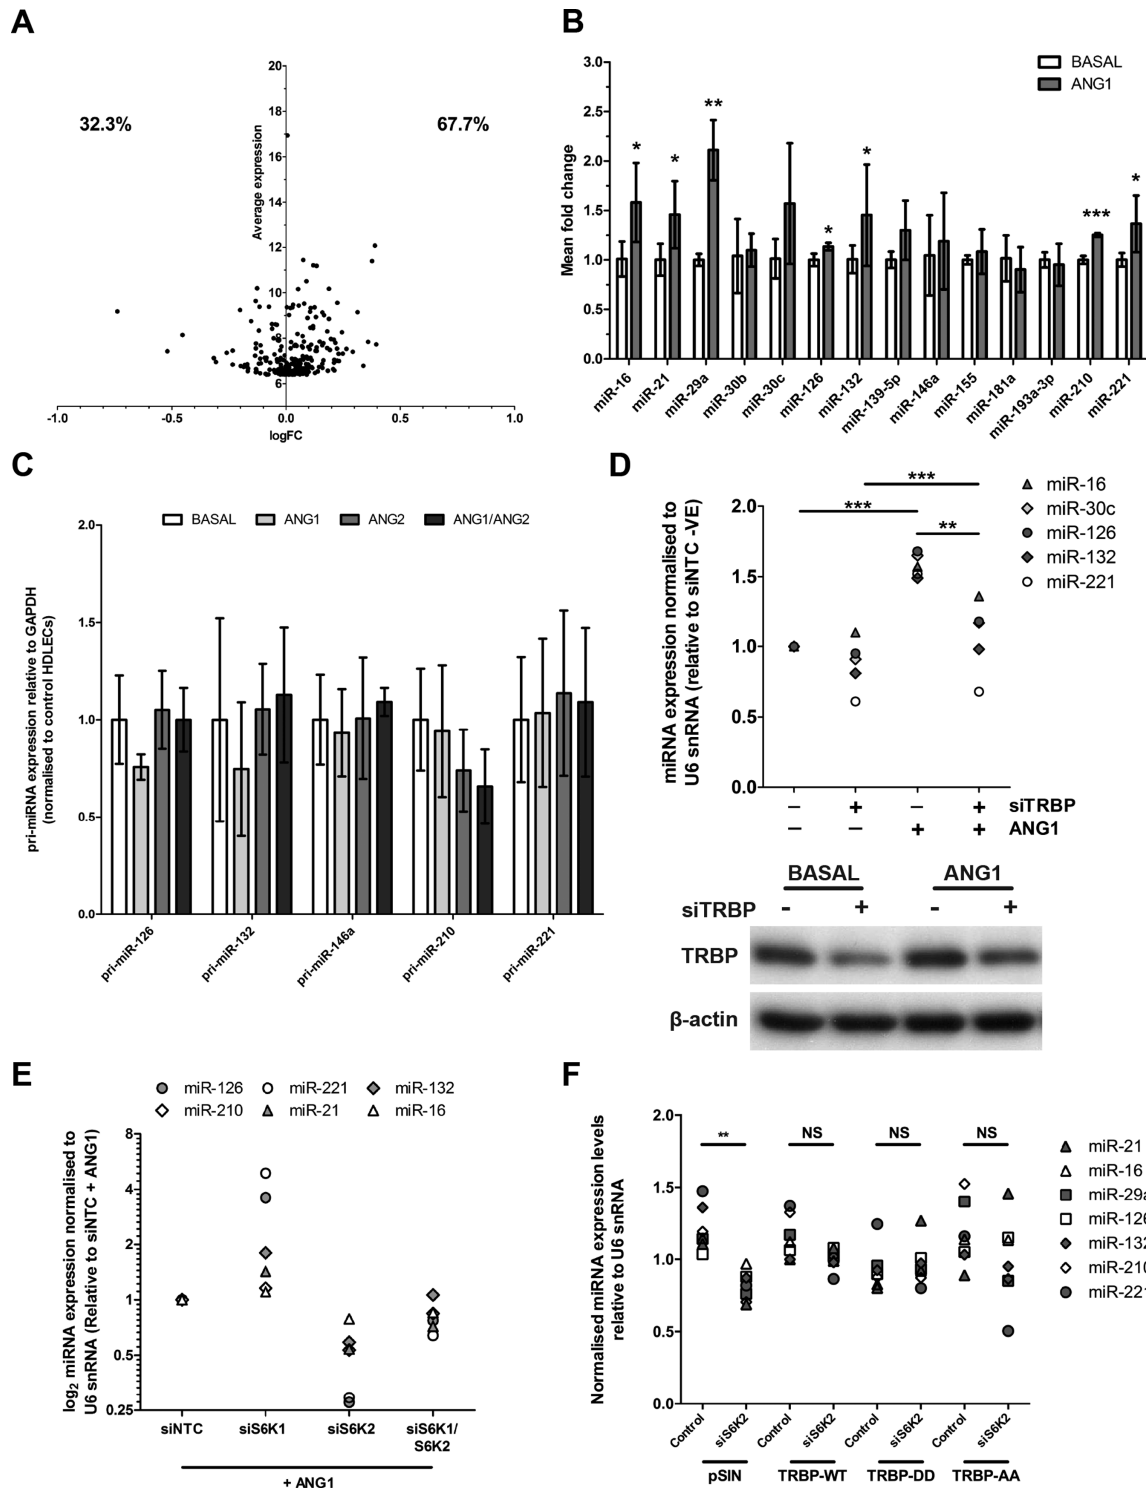 A
32.3%
67.7%
Average expression
20
18
16
14
12
10
8
6
-1.0
-0.5
0.0
0.5
1.0
logFC
B
BASAL
ANG1
Mean fold change
3.0
2.5
2.0
1.5
1.0
0.5
0.0
*
*
**
*
*
***
*
miR-16
miR-21
miR-29a
miR-30b
miR-30c
miR-126
miR-132
miR-139-5p
miR-146a
miR-155
miR-181a
miR-193a-3p
miR-210
miR-221
C
BASAL
ANG1
ANG2
ANG1/ANG2
pri-miRNA expression relative to GAPDH
(normalised to control HDLECs)
2.0
1.5
1.0
0.5
0.0
pri-miR-126
pri-miR-132
pri-miR-146a
pri-miR-210
pri-miR-221
D
miRNA expression normalised to
U6 snRNA (relative to siNTC -VE)
2.0
1.5
1.0
0.5
0.0
***
***
**
miR-16
miR-30c
miR-126
miR-132
miR-221
– + – + siTRBP
– – + + ANG1
BASAL
ANG1
siTRBP - + - +
TRBP
β-actin
E
miR-126
miR-221
miR-132
miR-210
miR-21
miR-16
log₂ miRNA expression normalised to
U6 snRNA (Relative to siNTC + ANG1)
8
4
2
1
0.5
0.25
siNTC
siS6K1
siS6K2
siS6K1/
S6K2
+ ANG1
F
Normalised miRNA expression levels
relative to U6 snRNA
2.0
1.5
1.0
0.5
0.0
**
NS
NS
NS
miR-21
miR-16
miR-29a
miR-126
miR-132
miR-210
miR-221
Control
siS6K2
Control
siS6K2
Control
siS6K2
Control
siS6K2
pSIN
TRBP-WT
TRBP-DD
TRBP-AA